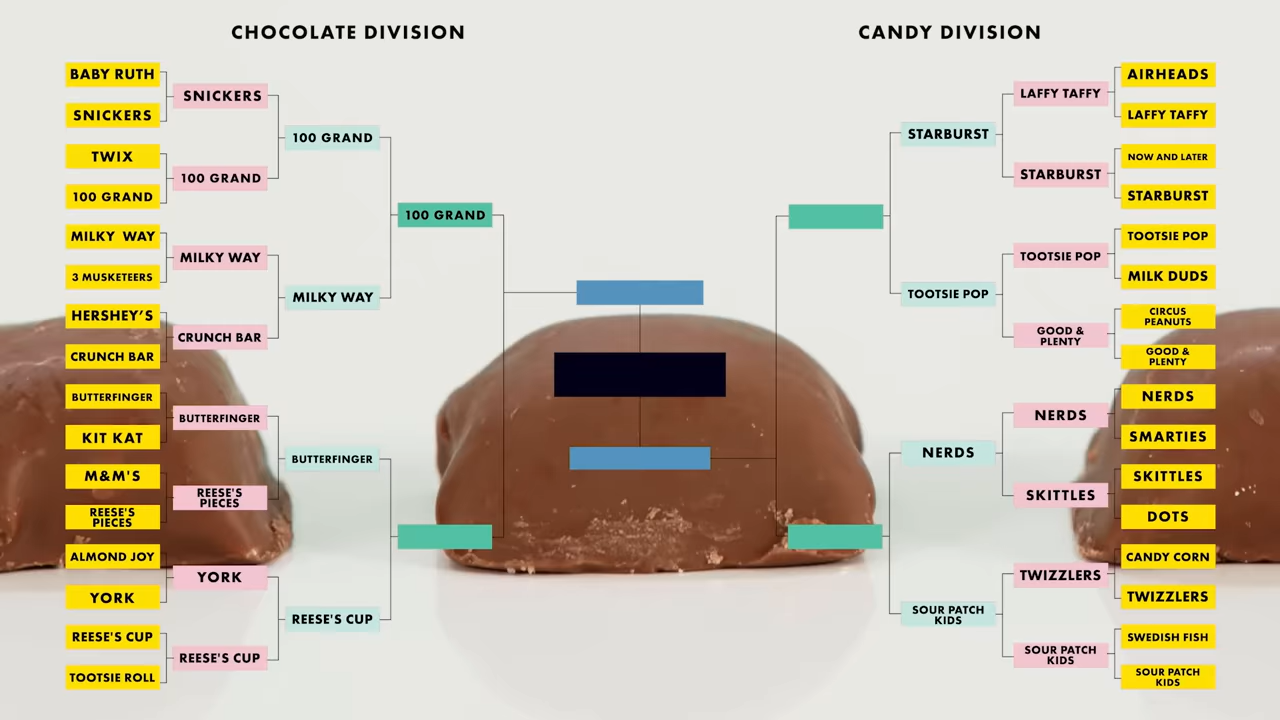 CHOCOLATE DIVISION
CANDY DIVISION
BABY RUTH
SNICKERS
TWIX
100 GRAND
MILKY WAY
3 MUSKETEERS
HERSHEY'S
CRUNCH BAR
BUTTERFINGER
KIT KAT
M&M'S
REESE'S
PIECES
ALMOND JOY
YORK
REESE'S CUP
TOOTSIE ROLL
SNICKERS
100 GRAND
MILKY WAY
CRUNCH BAR
BUTTERFINGER
REESE'S
PIECES
YORK
REESE'S CUP
100 GRAND
MILKY WAY
BUTTERFINGER
REESE'S CUP
100 GRAND
STARBURST
TOOTSIE POP
NERDS
SOUR PATCH
KIDS
LAFFY TAFFY
STARBURST
TOOTSIE POP
GOOD &
PLENTY
NERDS
SKITTLES
TWIZZLERS
SOUR PATCH
KIDS
AIRHEADS
LAFFY TAFFY
NOW AND LATER
STARBURST
TOOTSIE POP
MILK DUDS
CIRCUS
PEANUTS
GOOD &
PLENTY
NERDS
SMARTIES
SKITTLES
DOTS
CANDY CORN
TWIZZLERS
SWEDISH FISH
SOUR PATCH
KIDS